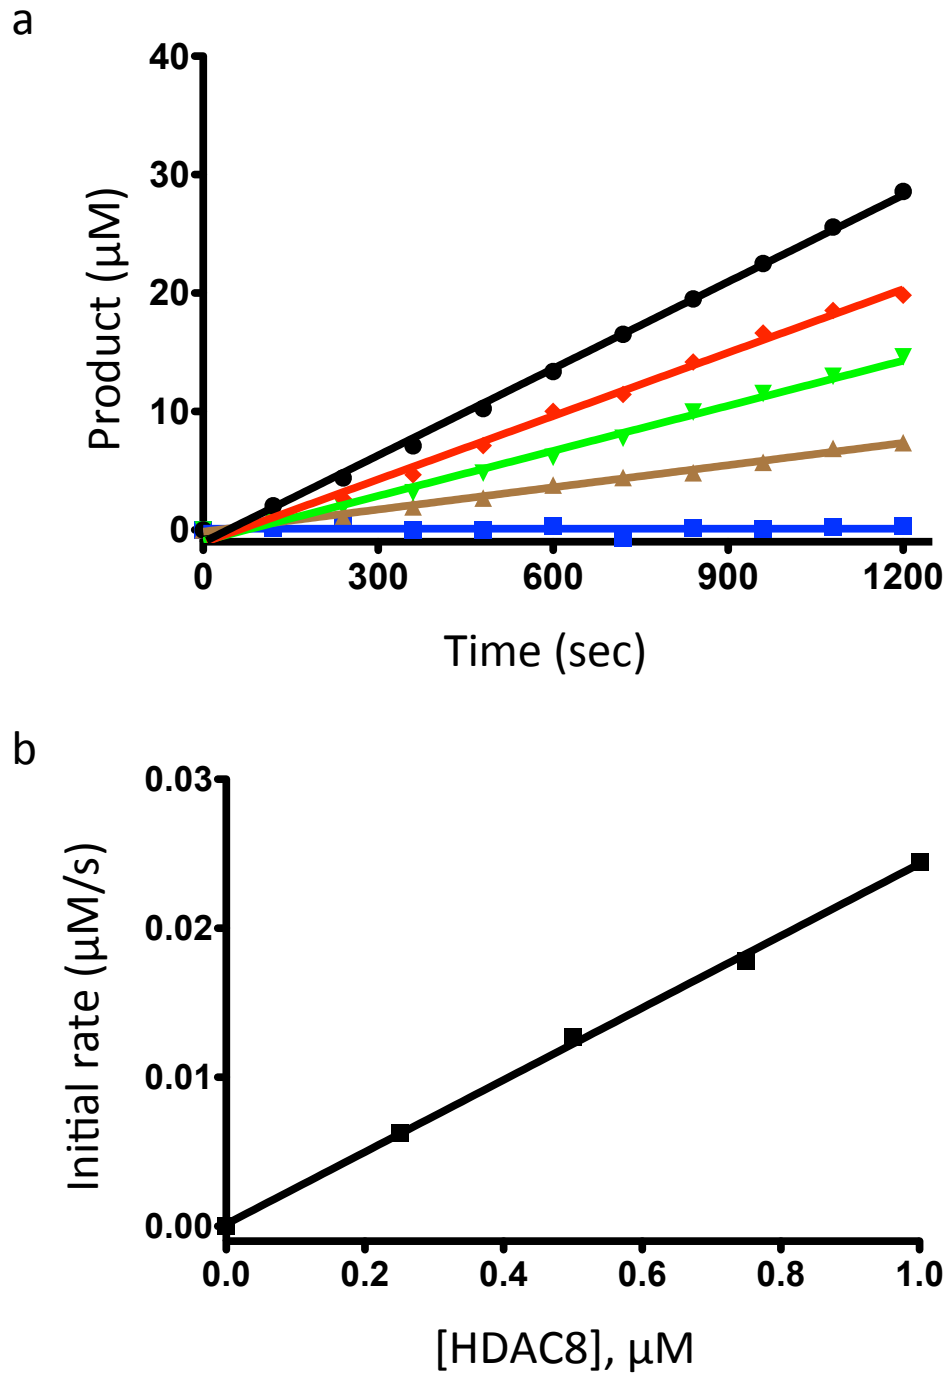 a
40
30
20
10
0
Product (μM)
0 300 600 900 1200
Time (sec)
b
0.03
0.02
0.01
0.00
Initial rate (μM/s)
0.0 0.2 0.4 0.6 0.8 1.0
[HDAC8], μM